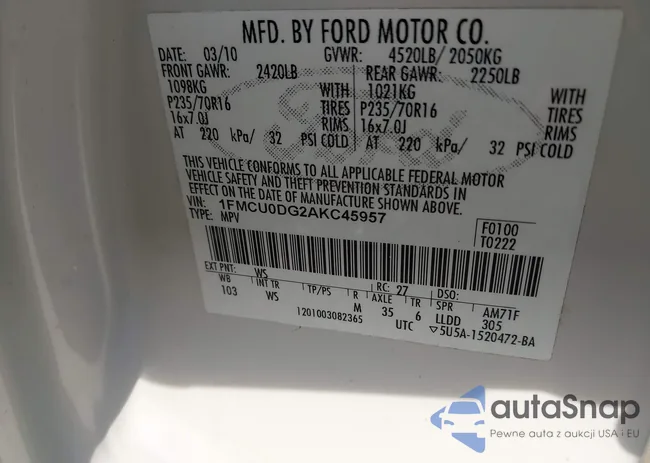 MFD. BY FORD MOTOR CO.
DATE: 03/10 GVWR: 4520LB/ 2050KG
FRONT GAWR: 2420LB REAR GAWR: 2250LB
1098KG WITH 1021KG WITH
P235/70R16 TIRES P235/70R16 TIRES
16x7.0J RIMS 16x7.0J RIMS
AT 220 kPa/ 32 PSI COLD AT 220 kPa/ 32 PSI COLD
Ford
THIS VEHICLE CONFORMS TO ALL APPLICABLE FEDERAL MOTOR
VEHICLE SAFETY AND THEFT PREVENTION STANDARDS IN
EFFECT ON THE DATE OF MANUFACTURE SHOWN ABOVE.
VIN: 1FMCU0DG2AKC45957
TYPE: MPV
F0100
T0222
EXT PNT: WS RC: 27 DSO:
WB INT TR TP/PS R AXLE TR SPR AM71F
103 WS M 35 6 LLDD 305
1201003082365 UTC ▽5U5A-1520472-BA
autaSnap
Pewne auta z aukcji USA i EU